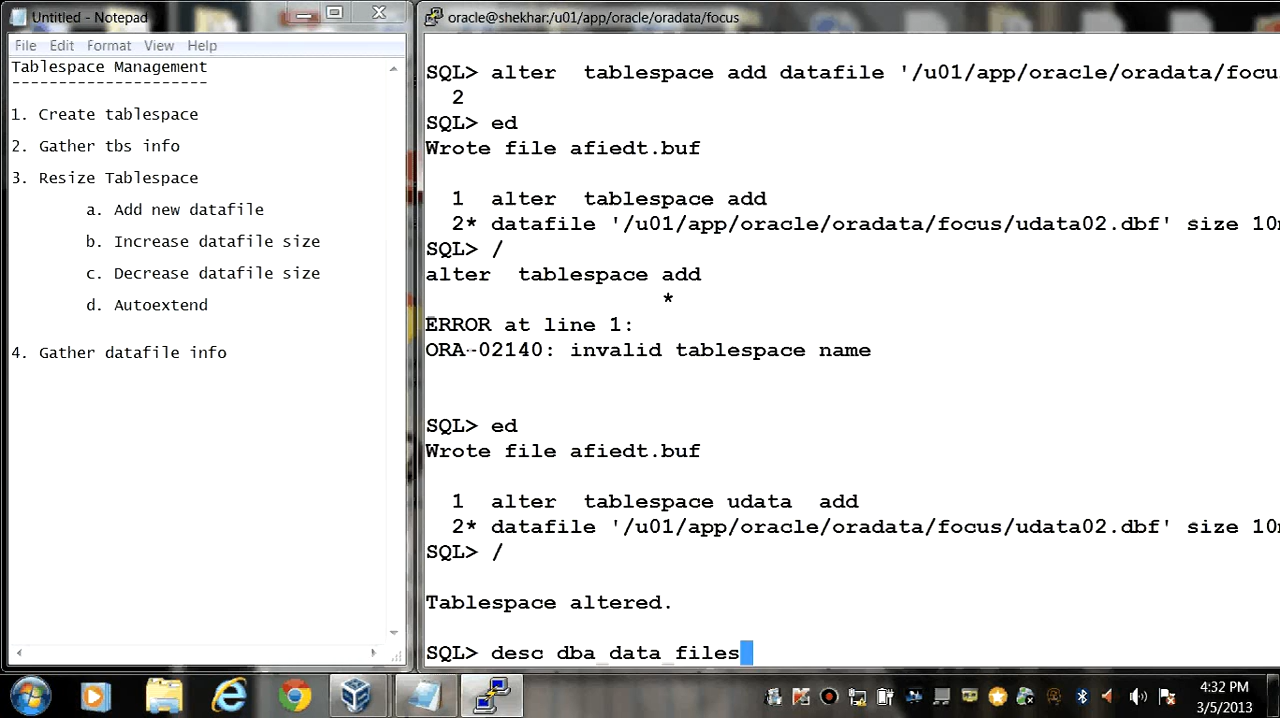 Untitled - Notepad
File Edit Format View Help
Tablespace Management
---------------------
1. Create tablespace
2. Gather tbs info
3. Resize Tablespace
a. Add new datafile
b. Increase datafile size
c. Decrease datafile size
d. Autoextend
4. Gather datafile info
oracle@shekhar:/u01/app/oracle/oradata/focus
SQL> alter  tablespace add datafile '/u01/app/oracle/oradata/focu
2
SQL> ed
Wrote file afiedt.buf
1  alter  tablespace add
2* datafile '/u01/app/oracle/oradata/focus/udata02.dbf' size 10
SQL> /
alter  tablespace add
*
ERROR at line 1:
ORA-02140: invalid tablespace name
SQL> ed
Wrote file afiedt.buf
1  alter  tablespace udata  add
2* datafile '/u01/app/oracle/oradata/focus/udata02.dbf' size 10
SQL> /
Tablespace altered.
SQL> desc dba_data_files
4:32 PM
3/5/2013